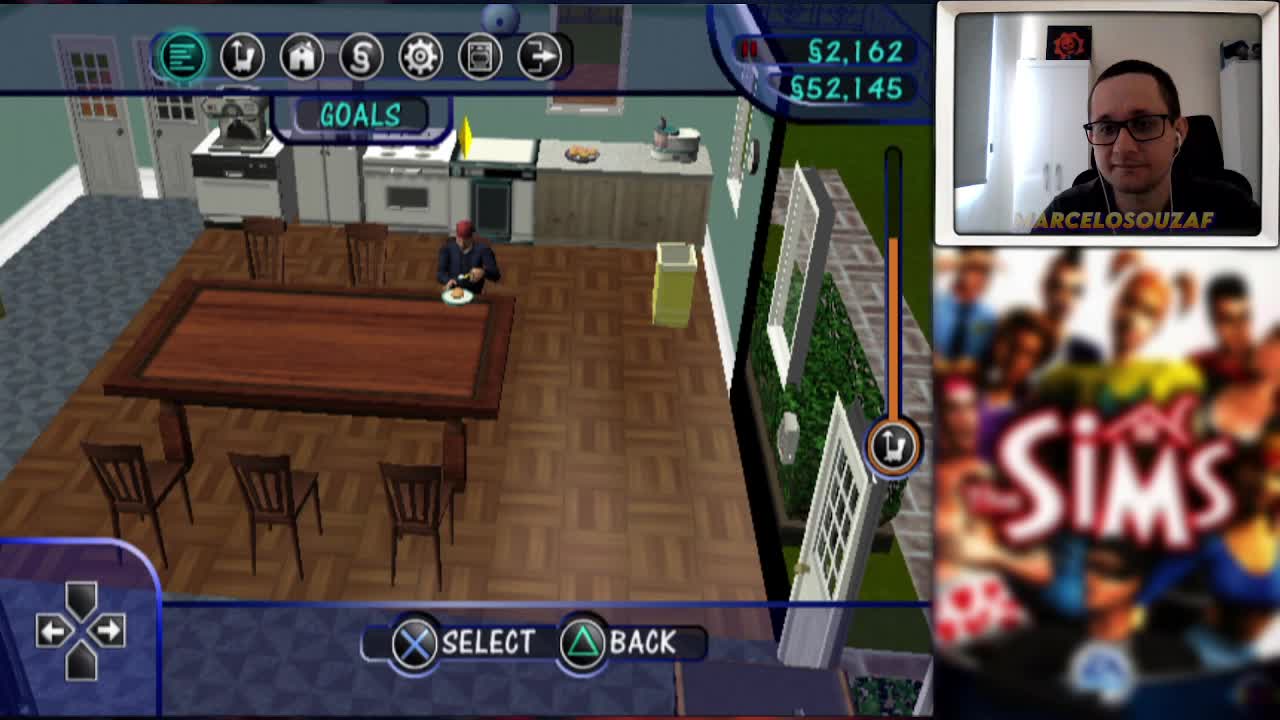 §2,162
§52,145
GOALS
MARCELOSOUZAF
The SiMS
SELECT
BACK